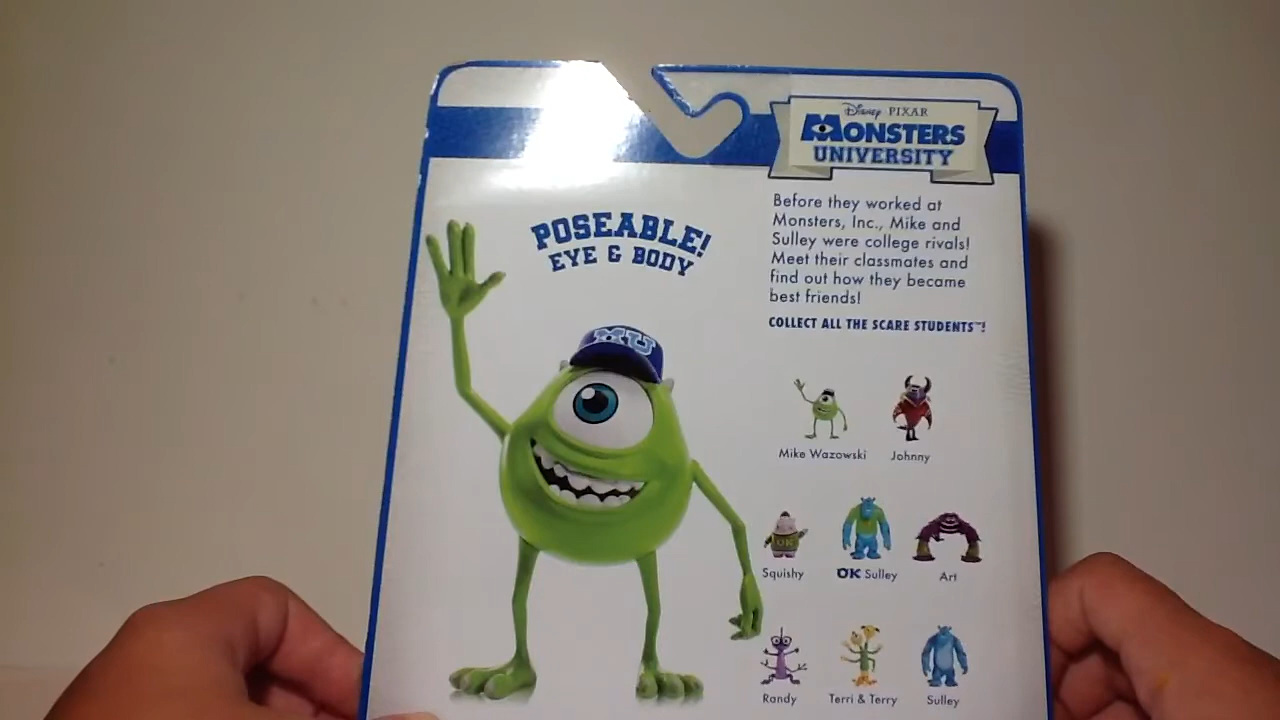 Disney PIXAR
MONSTERS
UNIVERSITY
POSEABLE!
EYE & BODY
Before they worked at
Monsters, Inc., Mike and
Sulley were college rivals!
Meet their classmates and
find out how they became
best friends!
COLLECT ALL THE SCARE STUDENTS™!
MU
Mike Wazowski
Johnny
OK
Squishy
OK Sulley
Art
Randy
Terri & Terry
Sulley